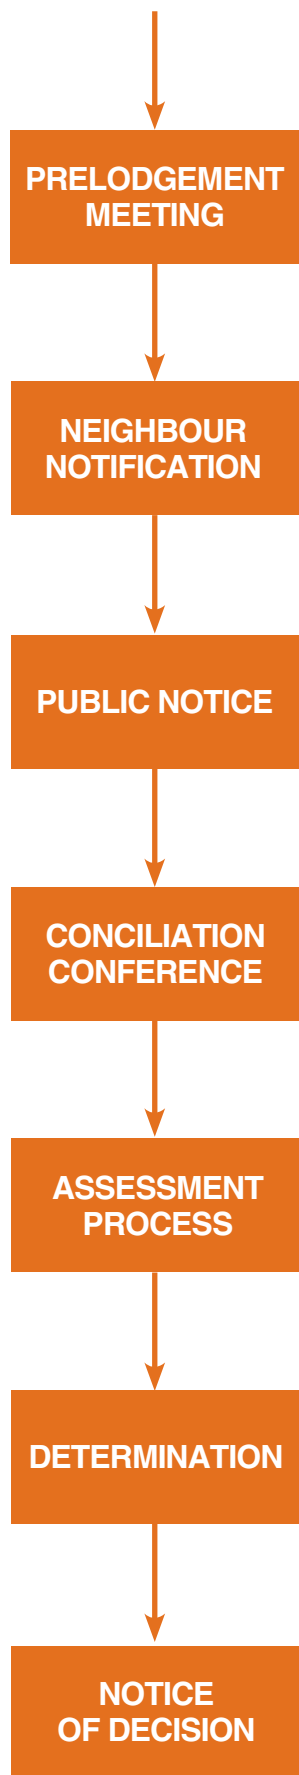 PRELODGEMENT
MEETING
NEIGHBOUR
NOTIFICATION
PUBLIC NOTICE
CONCILIATION
CONFERENCE
ASSESSMENT
PROCESS
DETERMINATION
NOTICE
OF DECISION